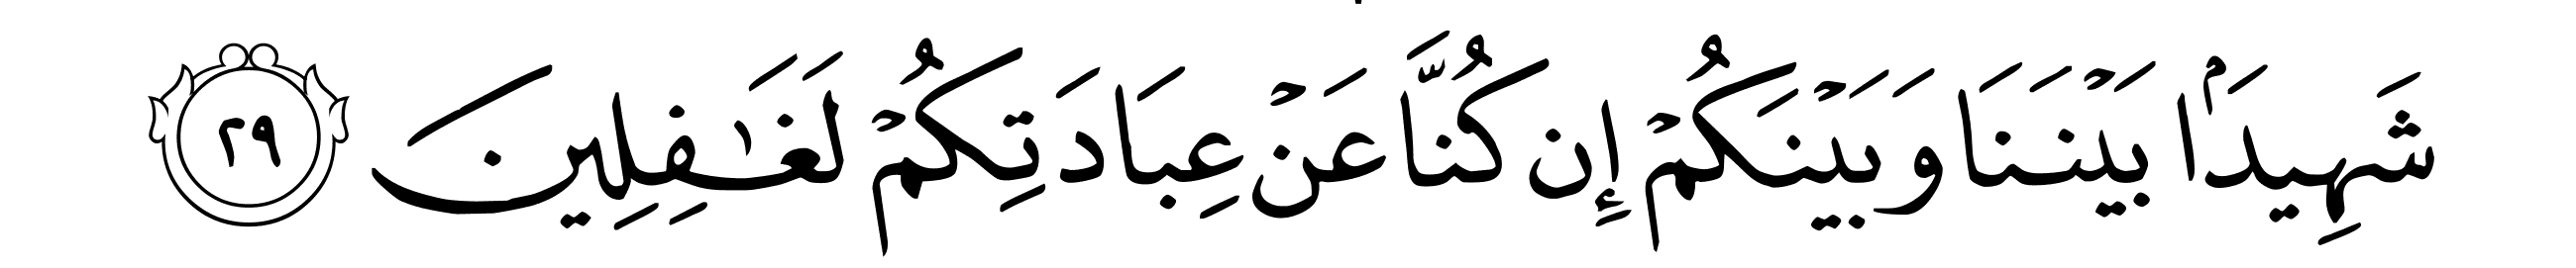 شَهِيدَۢا بَيۡنَنَا وَبَيۡنَكُمۡ إِن كُنَّا عَنۡ عِبَادَتِكُمۡ لَغَٰفِلِينَ ٢٩